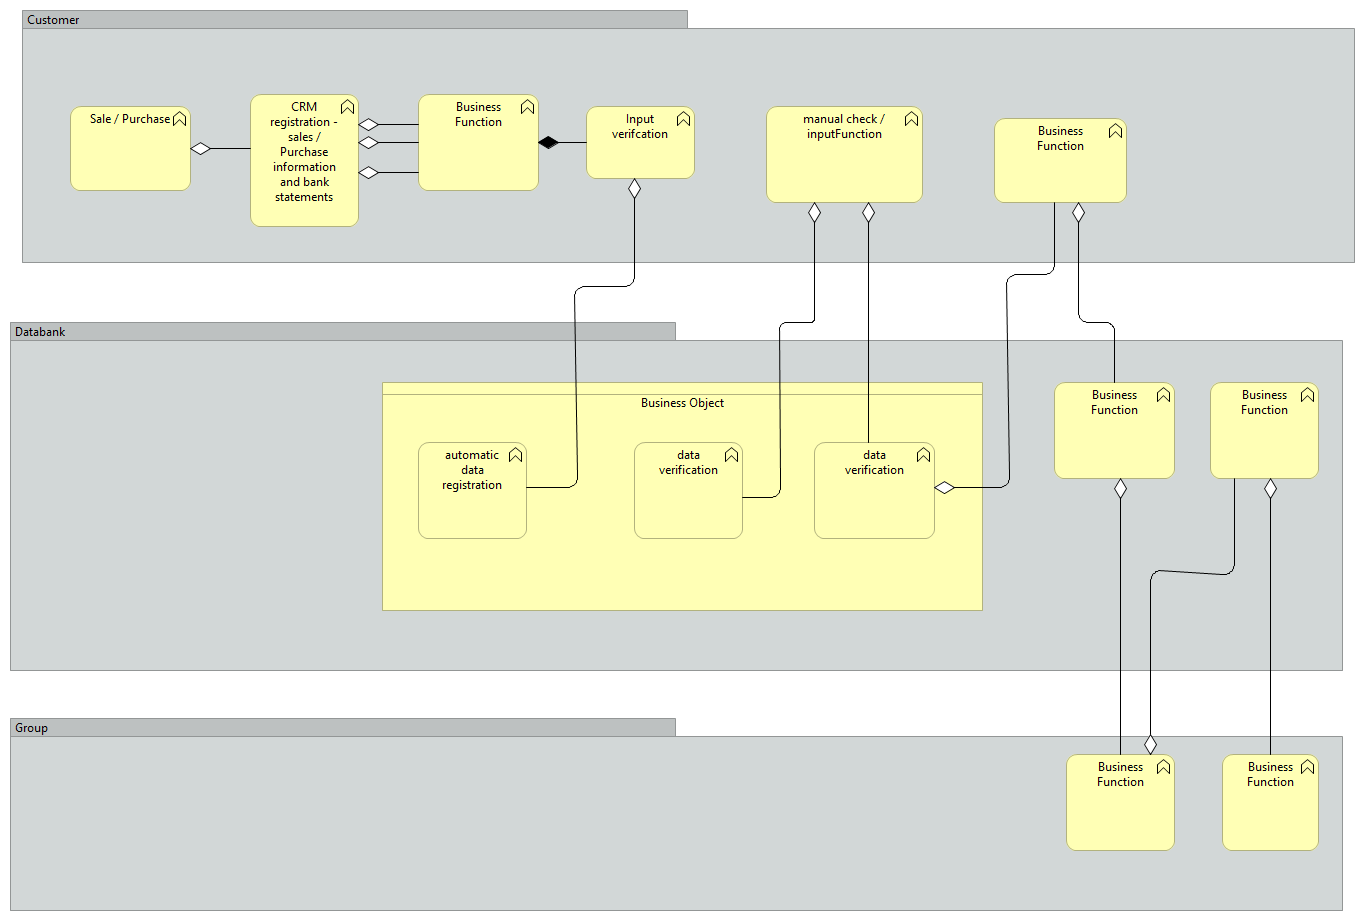 Customer
Sale / Purchase
CRM
registration -
sales /
Purchase
information
and bank
statements
Business
Function
Input
verifcation
manual check /
inputFunction
Business
Function
Databank
Business Object
automatic
data
registration
data
verification
data
verification
Business
Function
Business
Function
Group
Business
Function
Business
Function